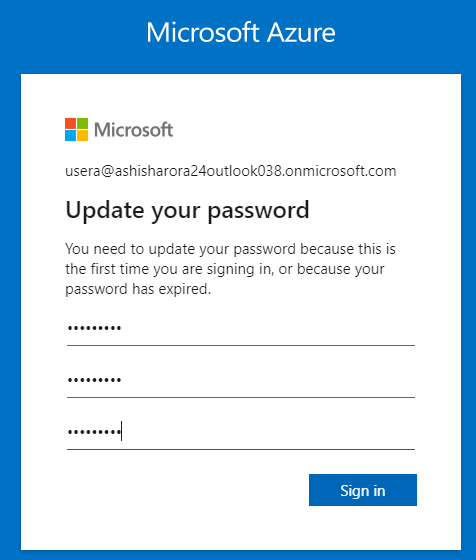 Microsoft Azure
Microsoft
usera@ashisharora24outlook038.onmicrosoft.com
Update your password
You need to update your password because this is
the first time you are signing in, or because your
password has expired.
•••••••••
•••••••••
•••••••••
Sign in